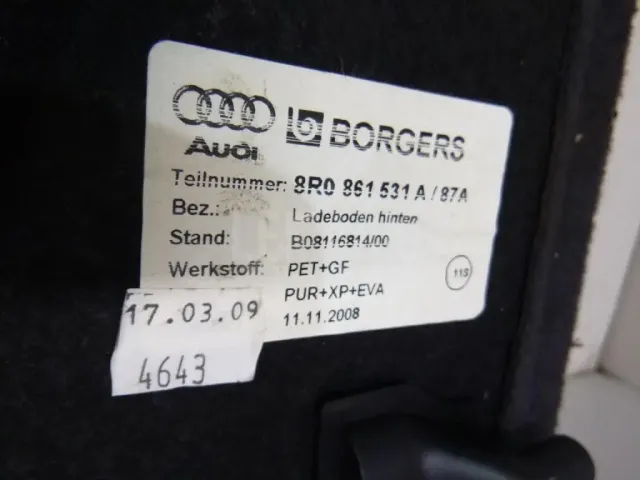 Audi BORGERS
Teilnummer: 8R0 861 531 A / 87A
Bez.: Ladeboden hinten
Stand: B08116814/00
Werkstoff: PET+GF
PUR+XP+EVA
11.11.2008
17.03.09
4643